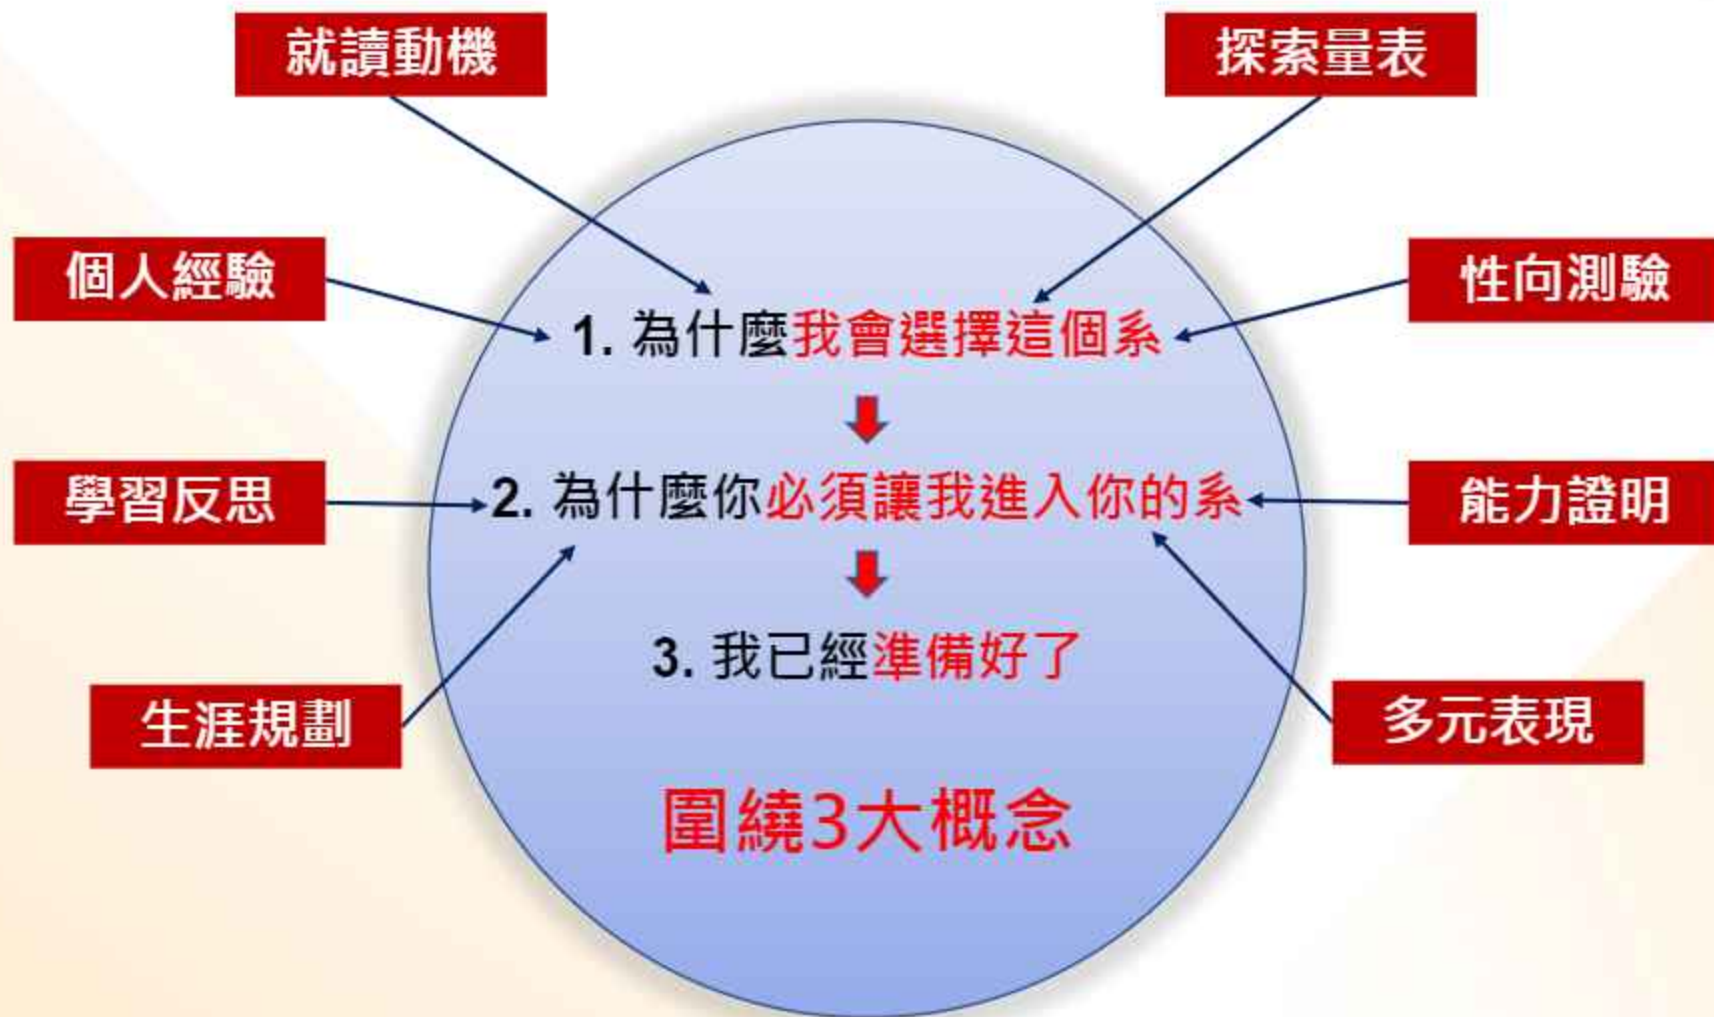 就讀動機
探索量表
個人經驗
性向測驗
1. 為什麼我會選擇這個系
學習反思
2. 為什麼你必須讓我進入你的系
能力證明
3. 我已經準備好了
生涯規劃
多元表現
圍繞3大概念